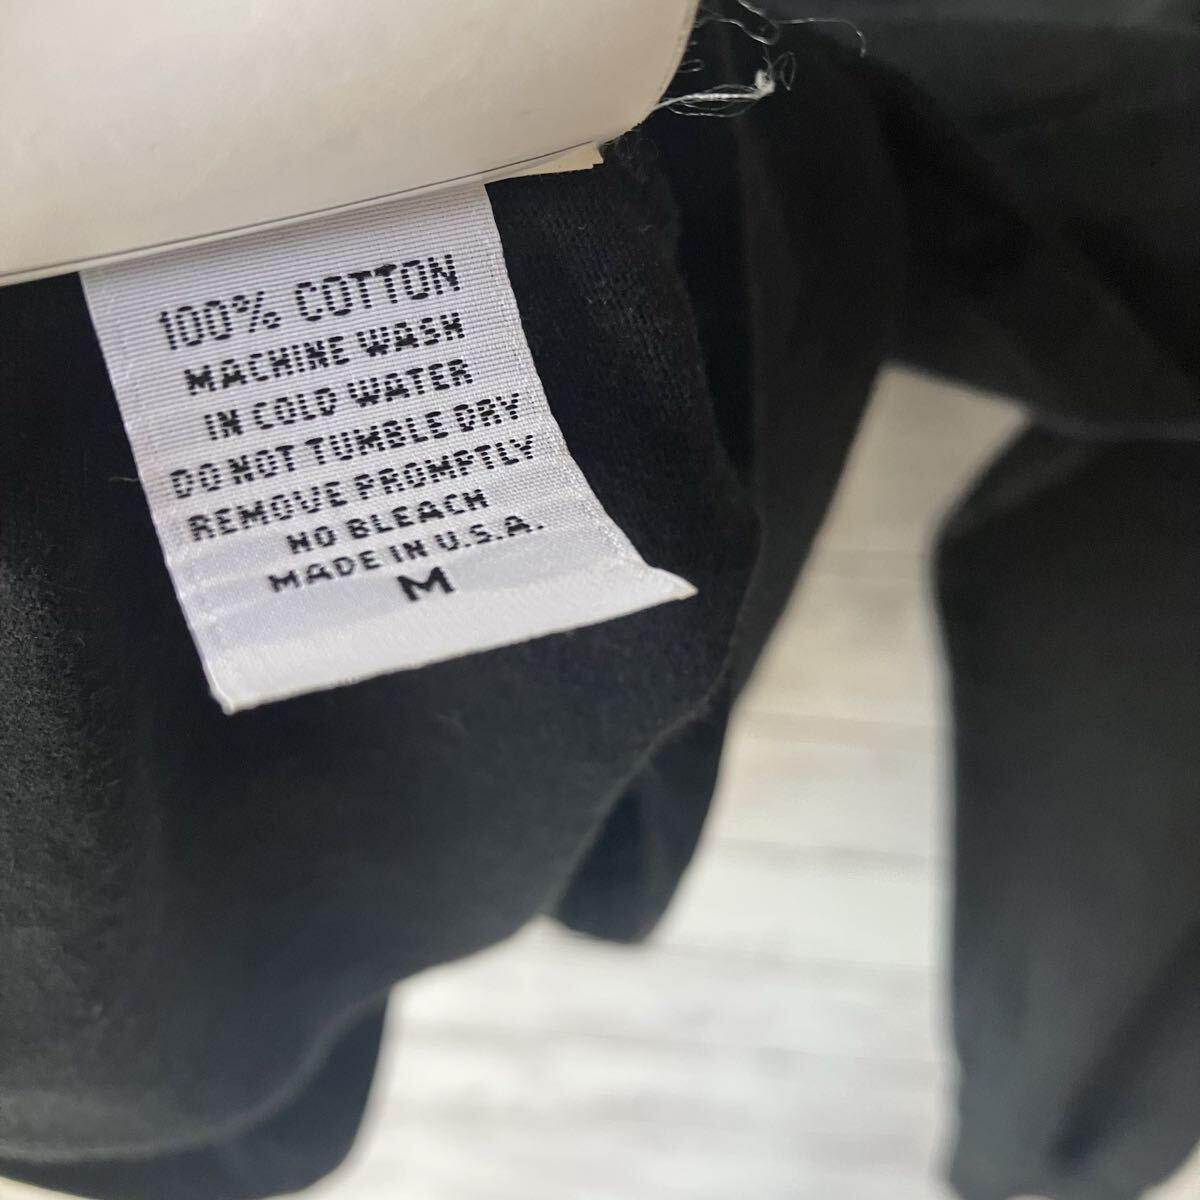 100% COTTON
MACHINE WASH
IN COLD WATER
DO NOT TUMBLE DRY
REMOVE PROMPTLY
NO BLEACH
MADE IN U.S.A.
M